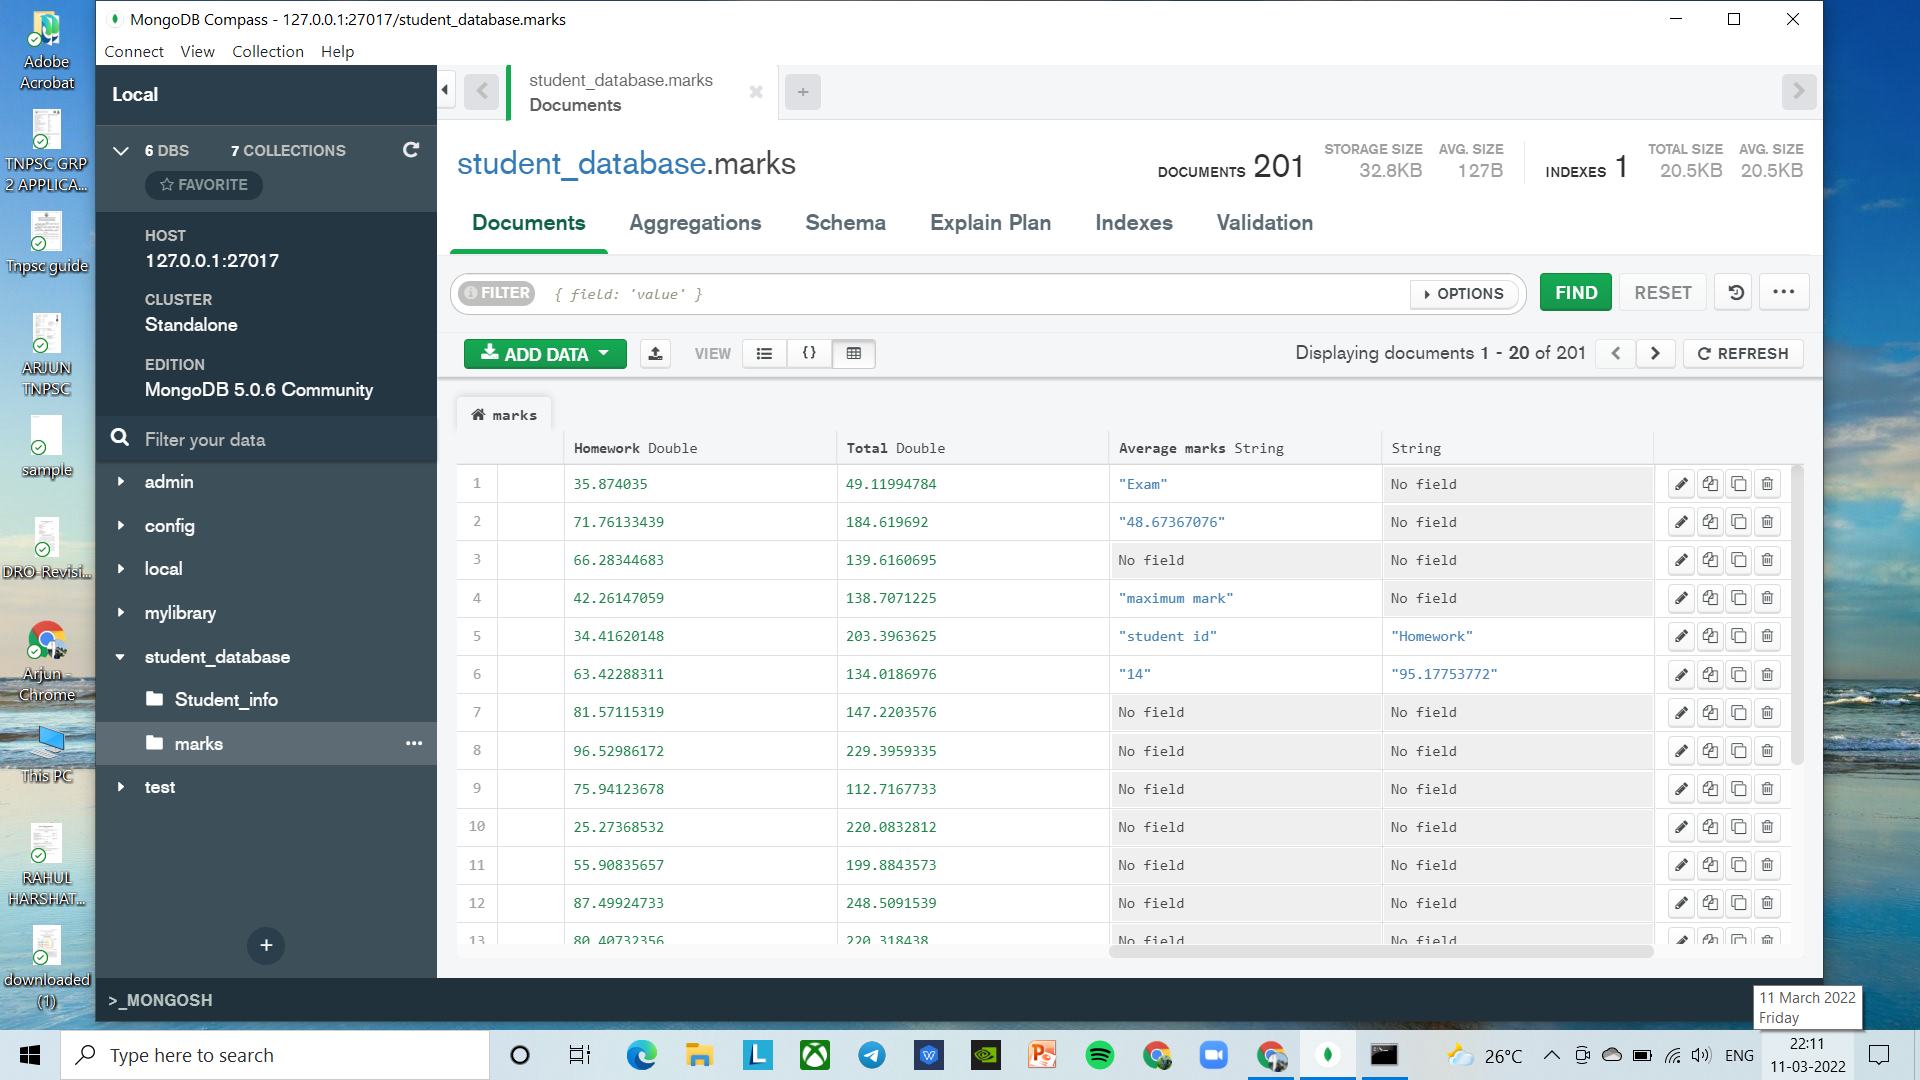 MongoDB Compass - 127.0.0.1:27017/student_database.marks
Connect View Collection Help
Local
student_database.marks
Documents
6 DBS 7 COLLECTIONS
FAVORITE
HOST
127.0.0.1:27017
CLUSTER
Standalone
EDITION
MongoDB 5.0.6 Community
Filter your data
admin
config
local
mylibrary
student_database
Student_info
marks
test
>_MONGOSH
student_database.marks
DOCUMENTS 201
STORAGE SIZE 32.8KB
AVG. SIZE 127B
INDEXES 1
TOTAL SIZE 20.5KB
AVG. SIZE 20.5KB
Documents Aggregations Schema Explain Plan Indexes Validation
FILTER { field: 'value' } OPTIONS FIND RESET
ADD DATA VIEW { } Displaying documents 1 - 20 of 201 REFRESH
marks
Homework Double Total Double Average marks String String
1 35.874035 49.11994784 "Exam" No field
2 71.76133439 184.619692 "48.67367076" No field
3 66.28344683 139.6160695 No field No field
4 42.26147059 138.7071225 "maximum mark" No field
5 34.41620148 203.3963625 "student id" "Homework"
6 63.42288311 134.0186976 "14" "95.17753772"
7 81.57115319 147.2203576 No field No field
8 96.52986172 229.3959335 No field No field
9 75.94123678 112.7167733 No field No field
10 25.27368532 220.0832812 No field No field
11 55.90835657 199.8843573 No field No field
12 87.49924733 248.5091539 No field No field
13 80.40732356 220.318438 No field No field
Adobe
Acrobat
TNPSC GRP
2 APPLICA...
Tnpsc guide
ARJUN
TNPSC
sample
DRO-Revisi...
Arjun -
Chrome
This PC
RAHUL
HARSHAT...
downloaded
(1)
11 March 2022
Friday
Type here to search
26°C
ENG
22:11
11-03-2022